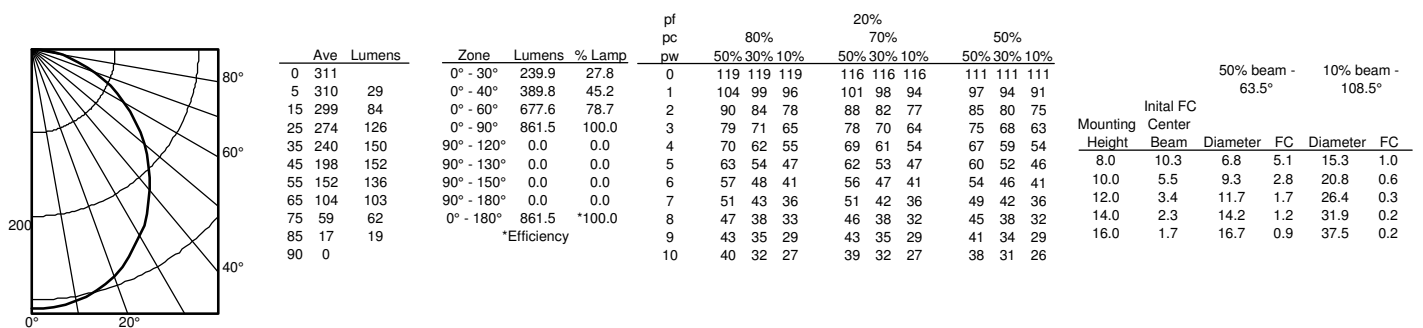 80°
60°
40°
200
0° 20°
Ave Lumens
0 311
5 310 29
15 299 84
25 274 126
35 240 150
45 198 152
55 152 136
65 104 103
75 59 62
85 17 19
90 0
Zone Lumens % Lamp
0° - 30° 239.9 27.8
0° - 40° 389.8 45.2
0° - 60° 677.6 78.7
0° - 90° 861.5 100.0
90° - 120° 0.0 0.0
90° - 130° 0.0 0.0
90° - 150° 0.0 0.0
90° - 180° 0.0 0.0
0° - 180° 861.5 *100.0
*Efficiency
pf 20%
pc 80% 70% 50%
pw 50% 30% 10% 50% 30% 10% 50% 30% 10%
0 119 119 119 116 116 116 111 111 111
1 104 99 96 101 98 94 97 94 91
2 90 84 78 88 82 77 85 80 75
3 79 71 65 78 70 64 75 68 63
4 70 62 55 69 61 54 67 59 54
5 63 54 47 62 53 47 60 52 46
6 57 48 41 56 47 41 54 46 41
7 51 43 36 51 42 36 49 42 36
8 47 38 33 46 38 32 45 38 32
9 43 35 29 43 35 29 41 34 29
10 40 32 27 39 32 27 38 31 26
50% beam - 10% beam -
63.5° 108.5°
Inital FC
Mounting Center
Height Beam Diameter FC Diameter FC
8.0 10.3 6.8 5.1 15.3 1.0
10.0 5.5 9.3 2.8 20.8 0.6
12.0 3.4 11.7 1.7 26.4 0.3
14.0 2.3 14.2 1.2 31.9 0.2
16.0 1.7 16.7 0.9 37.5 0.2